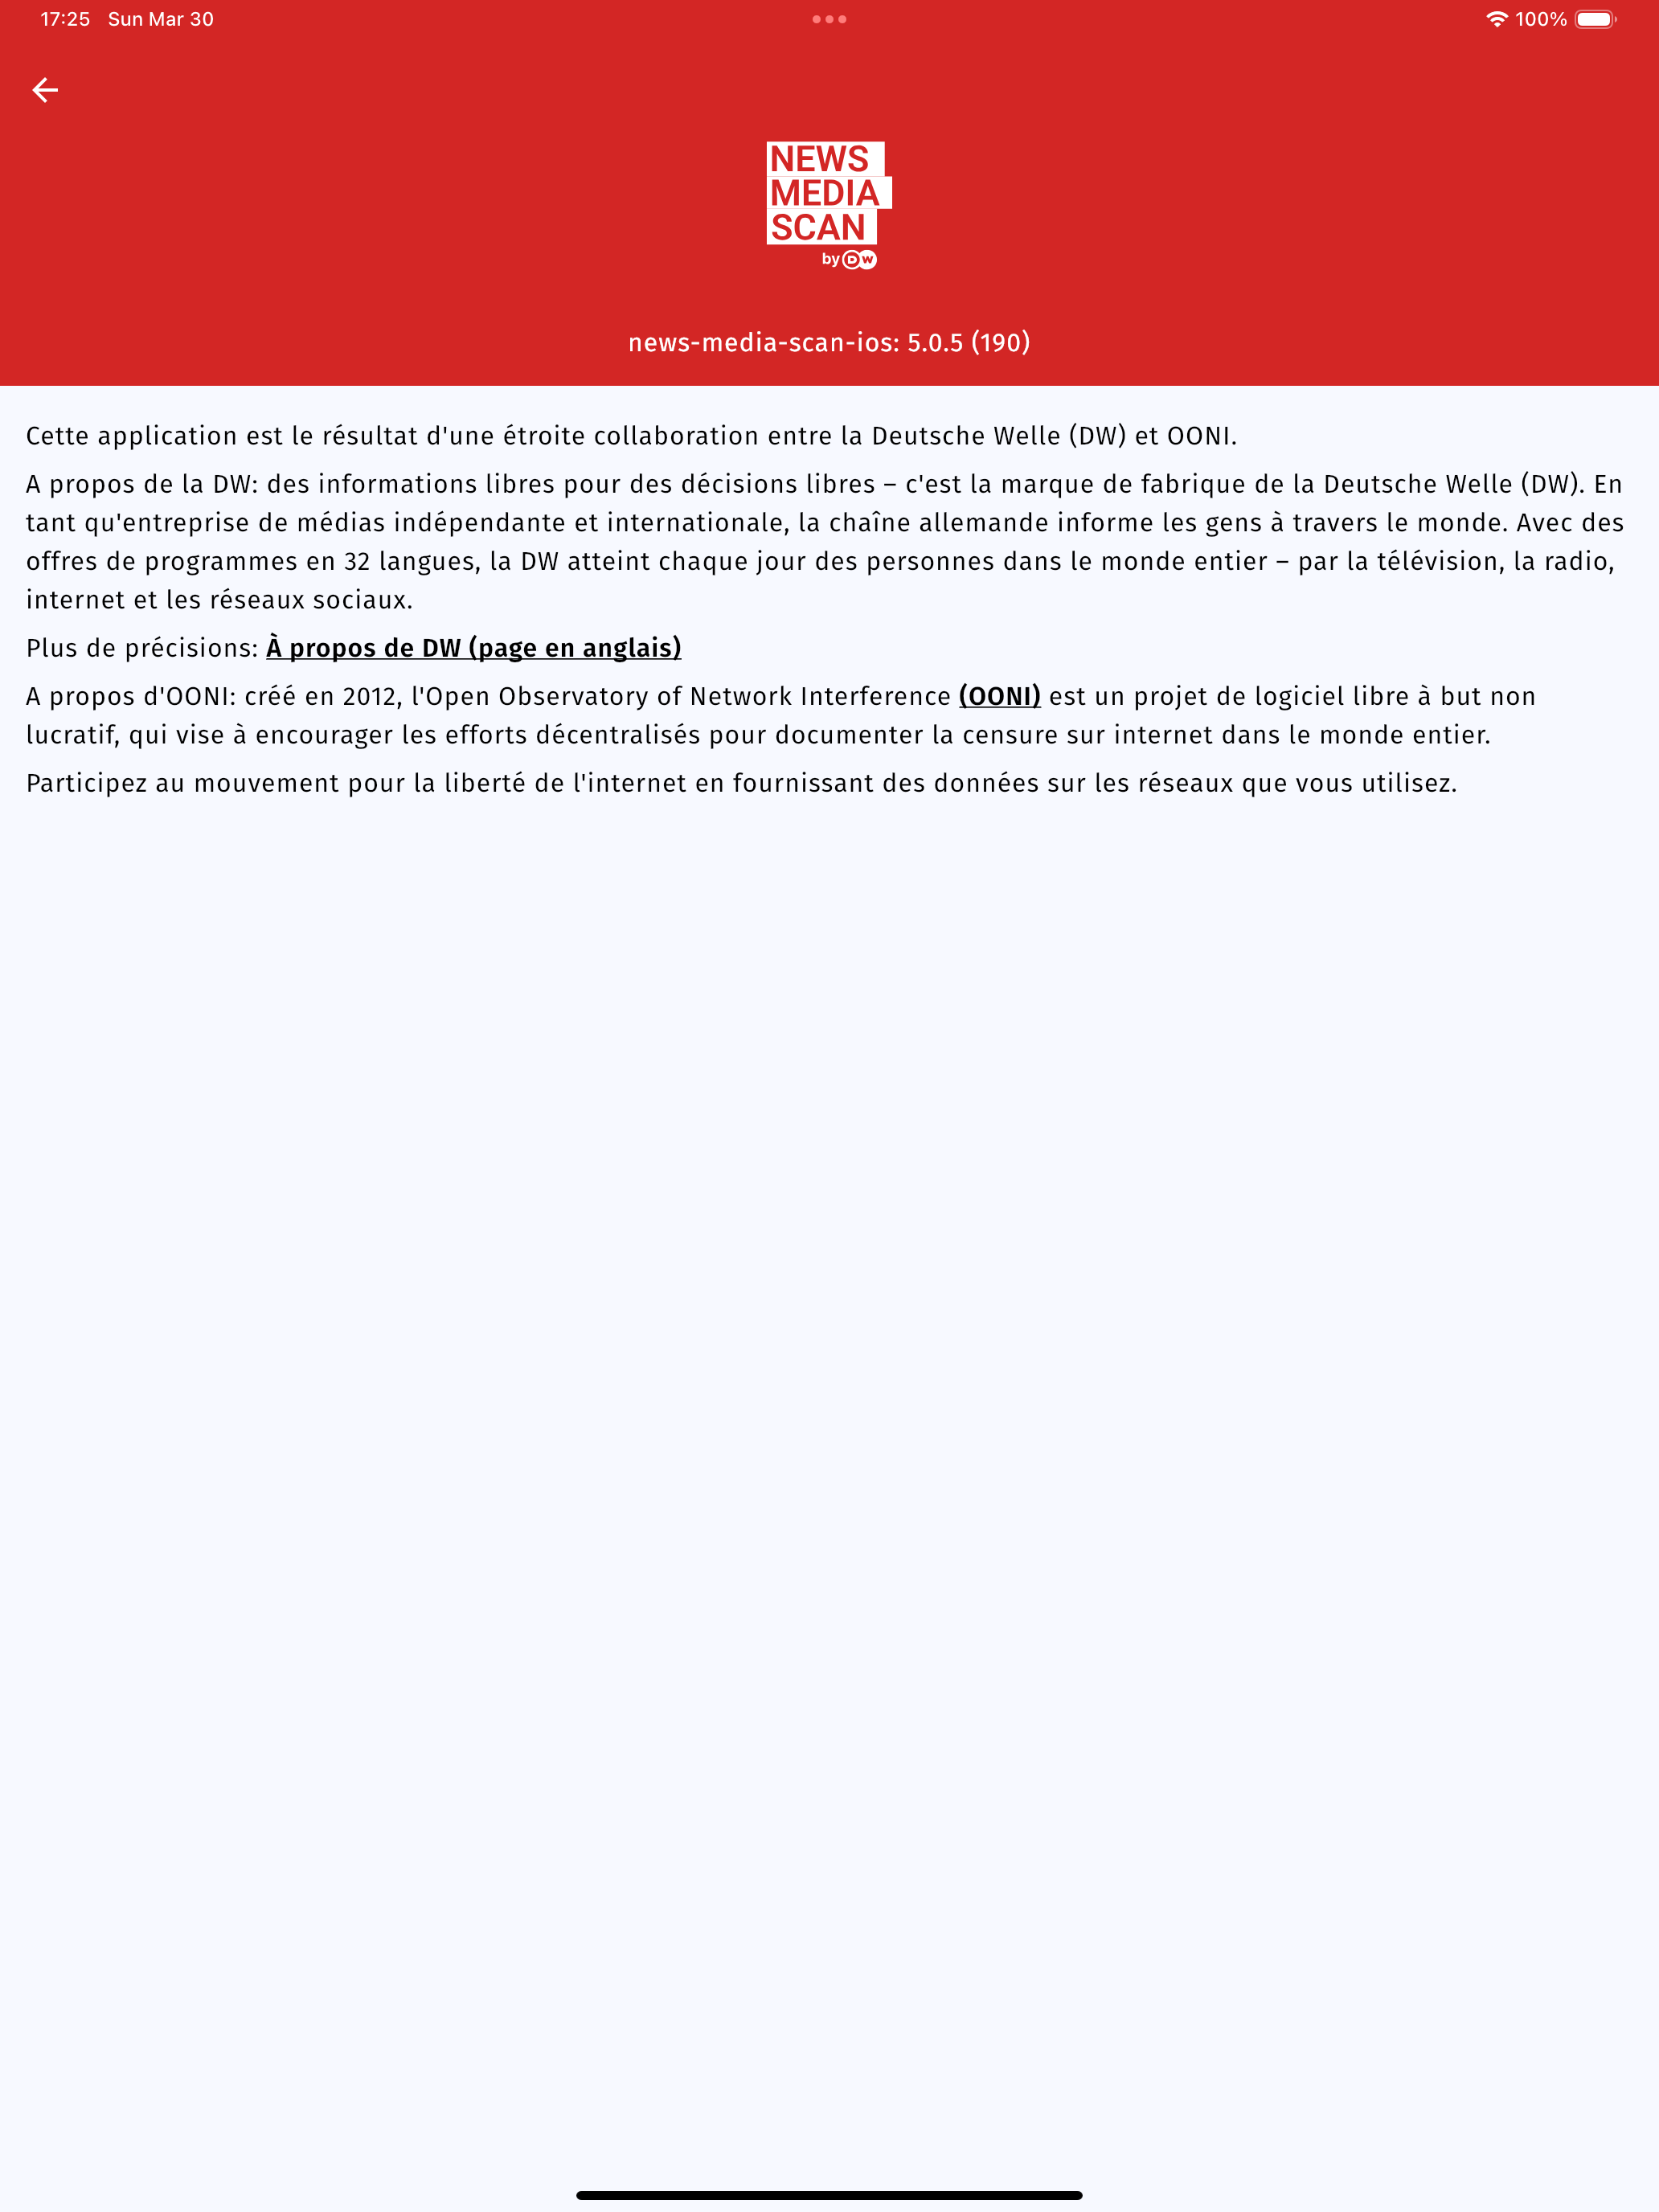 17:25 Sun Mar 30
100%
NEWS
MEDIA
SCAN
by DW
news-media-scan-ios: 5.0.5 (190)
Cette application est le résultat d'une étroite collaboration entre la Deutsche Welle (DW) et OONI.
A propos de la DW: des informations libres pour des décisions libres – c'est la marque de fabrique de la Deutsche Welle (DW). En
tant qu'entreprise de médias indépendante et internationale, la chaîne allemande informe les gens à travers le monde. Avec des
offres de programmes en 32 langues, la DW atteint chaque jour des personnes dans le monde entier – par la télévision, la radio,
internet et les réseaux sociaux.
Plus de précisions: À propos de DW (page en anglais)
A propos d'OONI: créé en 2012, l'Open Observatory of Network Interference (OONI) est un projet de logiciel libre à but non
lucratif, qui vise à encourager les efforts décentralisés pour documenter la censure sur internet dans le monde entier.
Participez au mouvement pour la liberté de l'internet en fournissant des données sur les réseaux que vous utilisez.